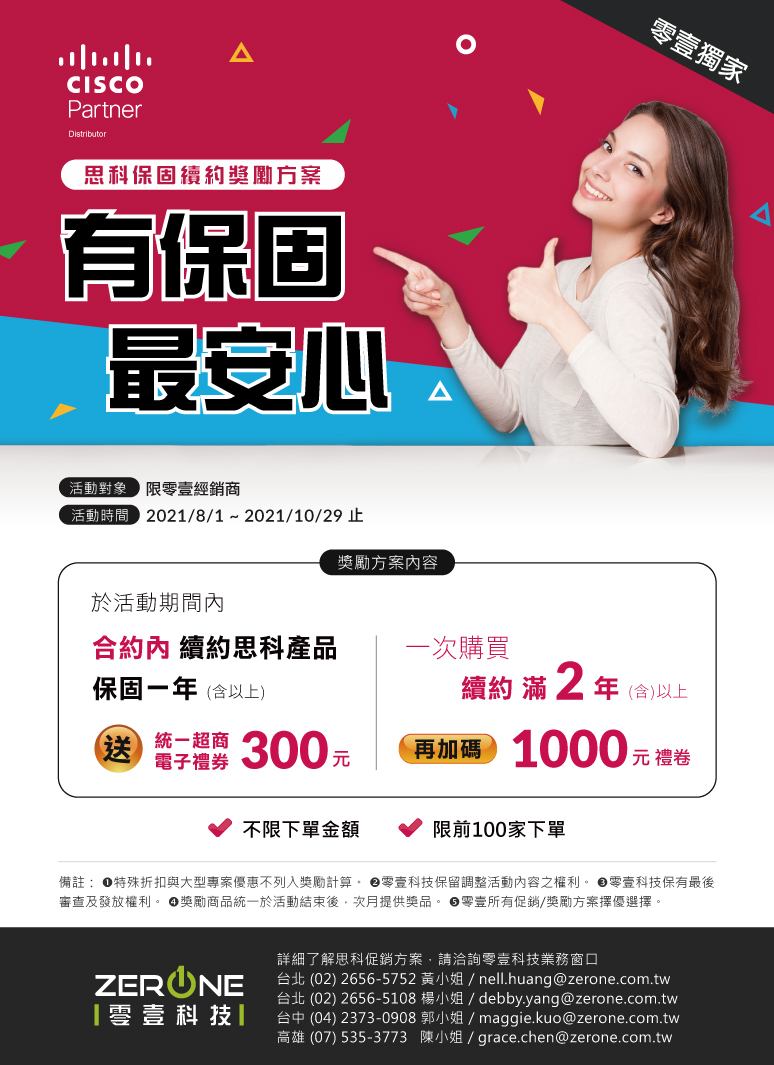 零壹獨家
CISCO
Partner
Distributor
思科保固續約獎勵方案
有保固
最安心
活動對象 限零壹經銷商
活動時間 2021/8/1 ~ 2021/10/29 止
獎勵方案內容
於活動期間內
合約內 續約思科產品
保固一年 (含以上)
送 統一超商
電子禮券 300 元
一次購買
續約 滿 2 年 (含)以上
再加碼 1000 元 禮卷
不限下單金額
限前100家下單
備註：❶特殊折扣與大型專案優惠不列入獎勵計算。 ❷零壹科技保留調整活動內容之權利。 ❸零壹科技保有最後
審查及發放權利。 ❹獎勵商品統一於活動結束後，次月提供獎品。 ❺零壹所有促銷/獎勵方案擇優選擇。
ZERONE
零壹科技
詳細了解思科促銷方案，請洽詢零壹科技業務窗口
台北 (02) 2656-5752 黃小姐 / nell.huang@zerone.com.tw
台北 (02) 2656-5108 楊小姐 / debby.yang@zerone.com.tw
台中 (04) 2373-0908 郭小姐 / maggie.kuo@zerone.com.tw
高雄 (07) 535-3773 陳小姐 / grace.chen@zerone.com.tw